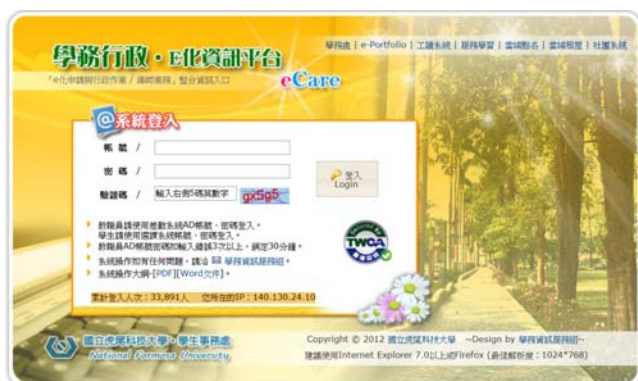 學務處 | e-Portfolio | 工讀系統 | 服務學習 | 雲端點名 | 雲端租屋 | 社團系統
學務行政・E化資訊平台
「e化申請與行政作業 / 導師業務」整合資訊入口
eCare
@系統登入
帳 號 /
密 碼 /
登入
Login
驗證碼 / 輸入右側5碼英數字 gx5g5
教職員請使用差勤系統AD帳號、密碼登入。
學生請使用選課系統帳號、密碼登入。
教職員AD帳號密碼如輸入錯誤3次以上，鎖定30分鐘。
系統操作如有任何問題，請洽 學務資訊服務組。
系統操作大綱-[PDF][Word文件]。
TWCA
累計登入人次：33,891人 您所在的IP：140.130.24.10
國立虎尾科技大學・學生事務處
National Formosa University
Copyright © 2012 國立虎尾科技大學 ~Design by 學務資訊服務組~
建議使用Internet Explorer 7.0以上或Firefox (最佳解析度：1024*768)